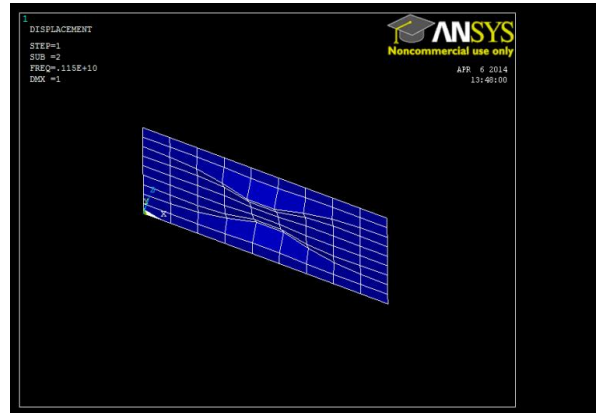 1
DISPLACEMENT
STEP=1
SUB =2
FREQ=.115E+10
DMX =1
ANSYS
Noncommercial use only
APR 6 2014
13:48:00
Y
X